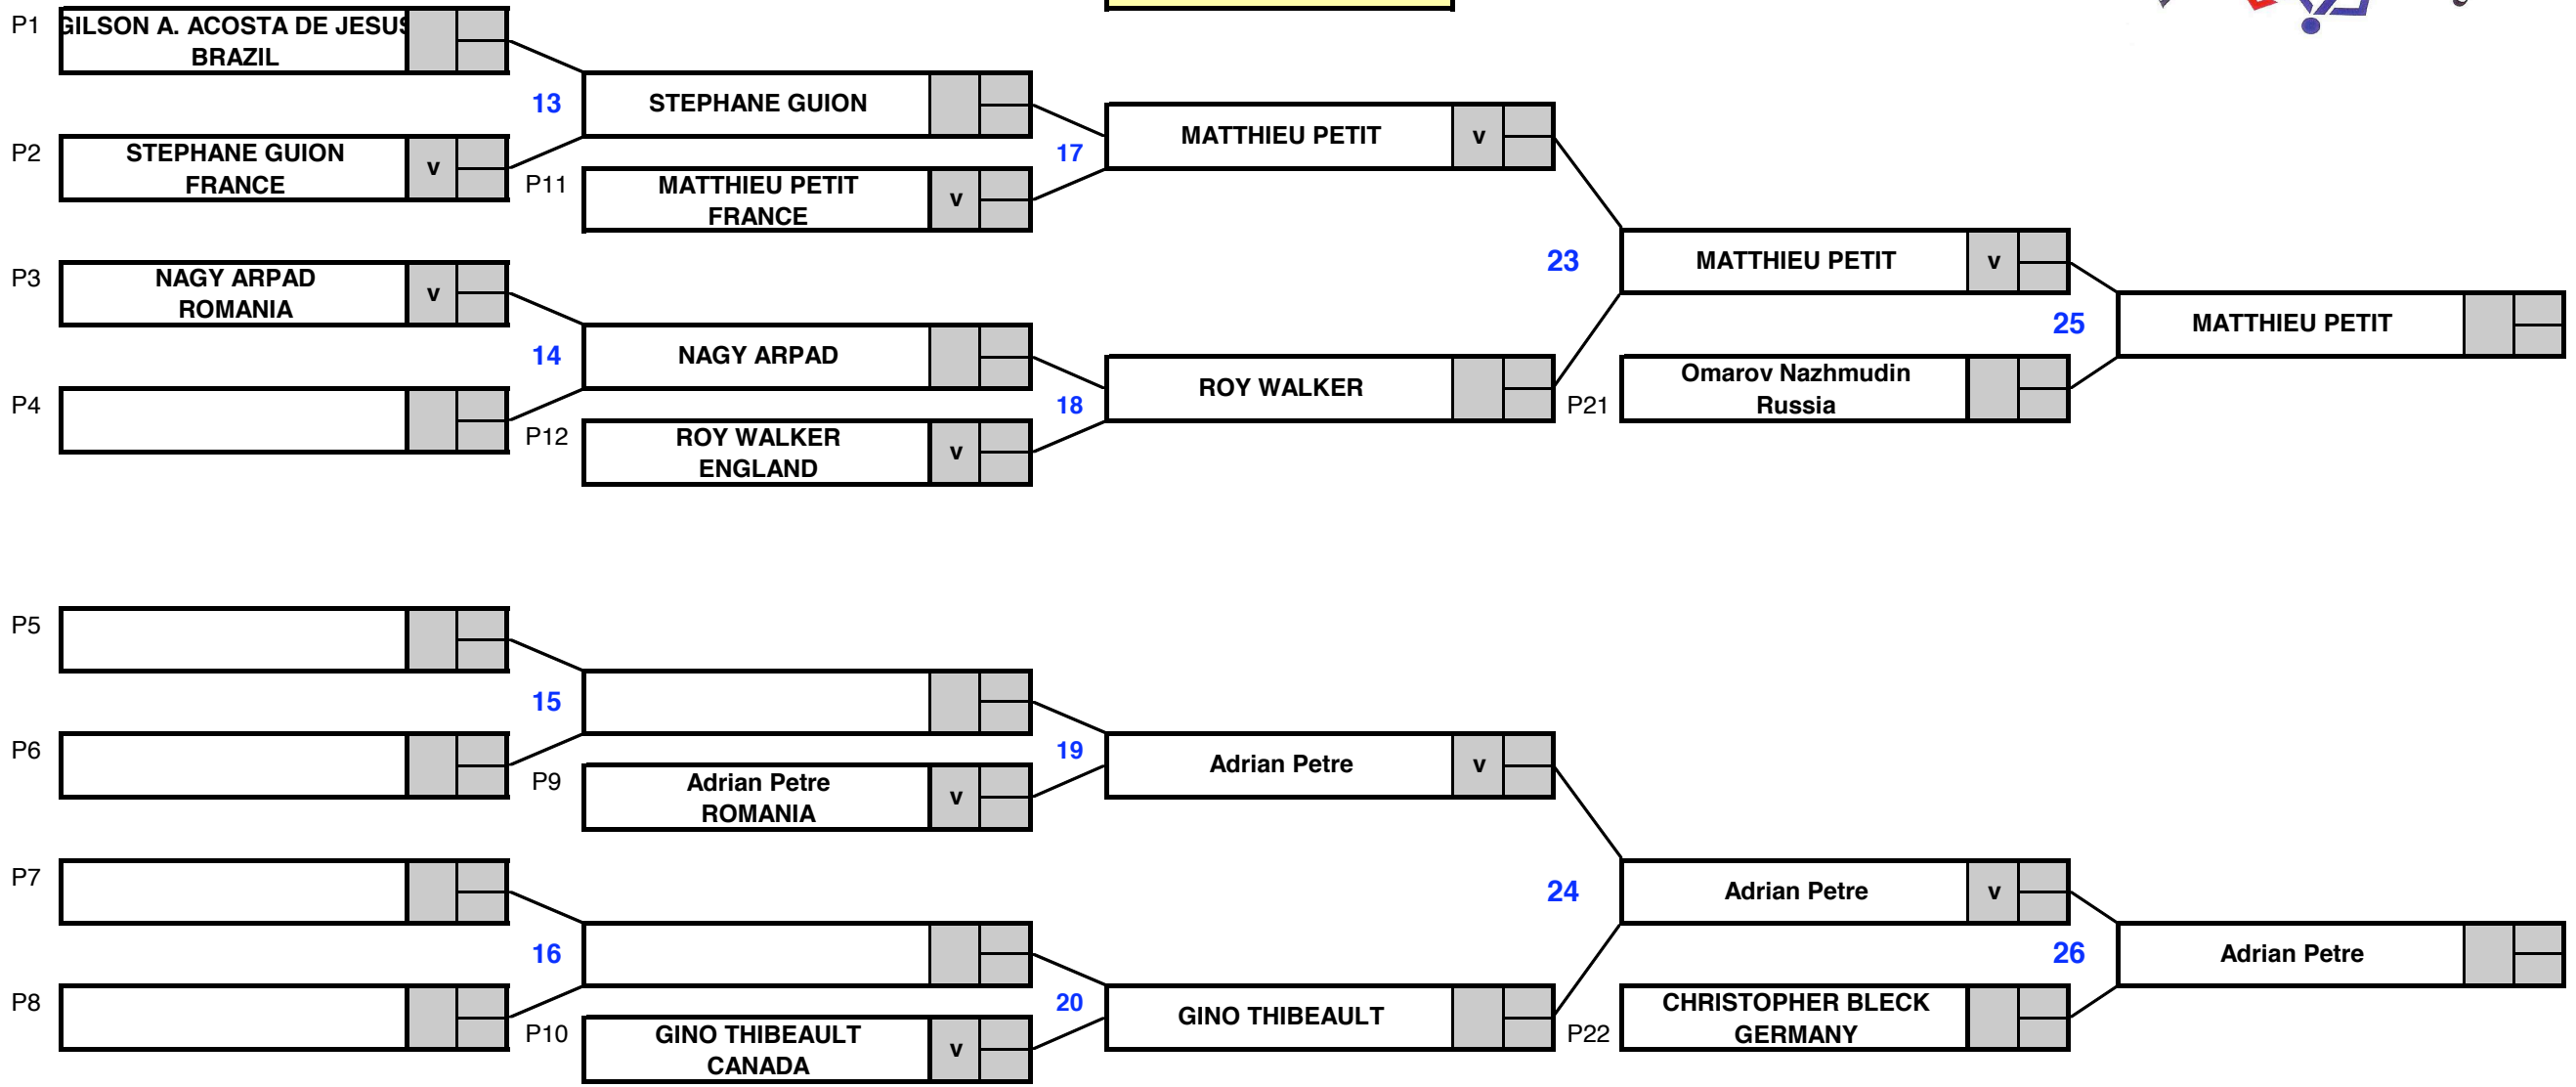 P1
GILSON A. ACOSTA DE JESUS
BRAZIL
13
STEPHANE GUION
P2
STEPHANE GUION
FRANCE
v
P11
MATTHIEU PETIT
FRANCE
v
17
MATTHIEU PETIT
v
P3
NAGY ARPAD
ROMANIA
v
14
NAGY ARPAD
P4
P12
ROY WALKER
ENGLAND
v
18
ROY WALKER
23
MATTHIEU PETIT
v
P21
Omarov Nazhmudin
Russia
25
MATTHIEU PETIT
P5
15
P6
P9
Adrian Petre
ROMANIA
v
19
Adrian Petre
v
P7
16
P8
P10
GINO THIBEAULT
CANADA
v
20
GINO THIBEAULT
24
Adrian Petre
v
P22
CHRISTOPHER BLECK
GERMANY
26
Adrian Petre